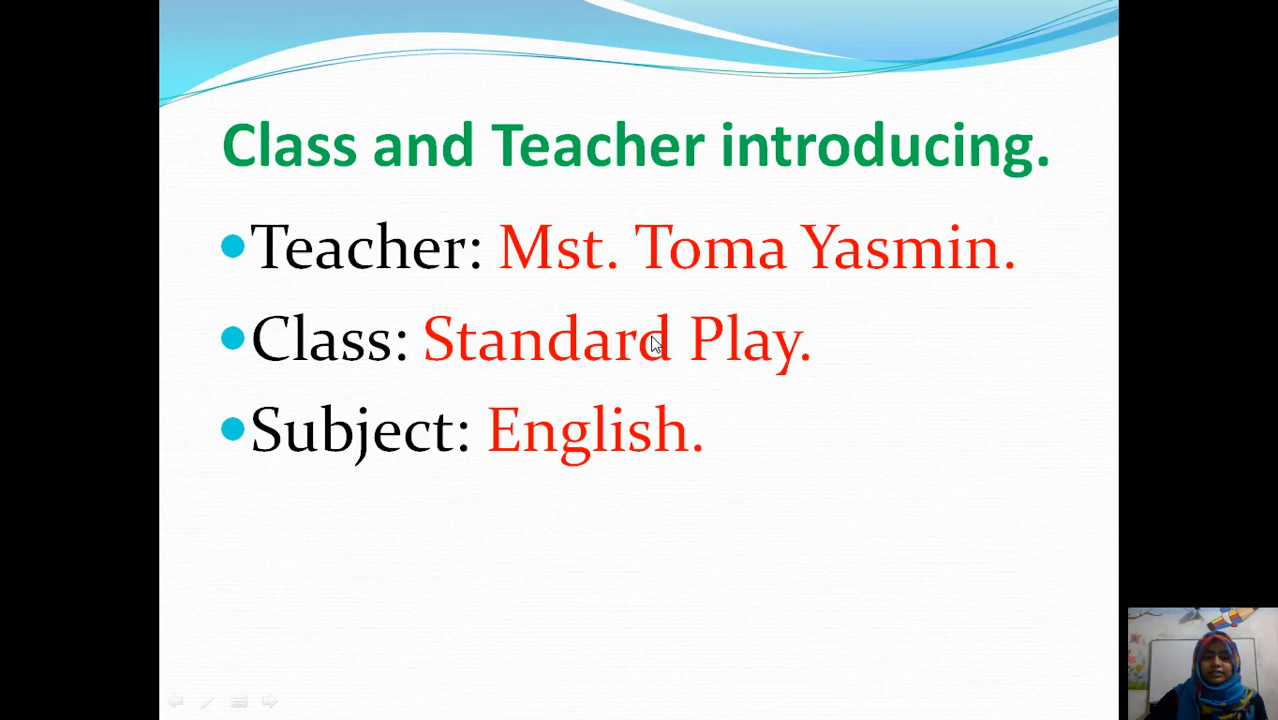 Class and Teacher introducing.
Teacher: Mst. Toma Yasmin.
Class: Standard Play.
Subject: English.